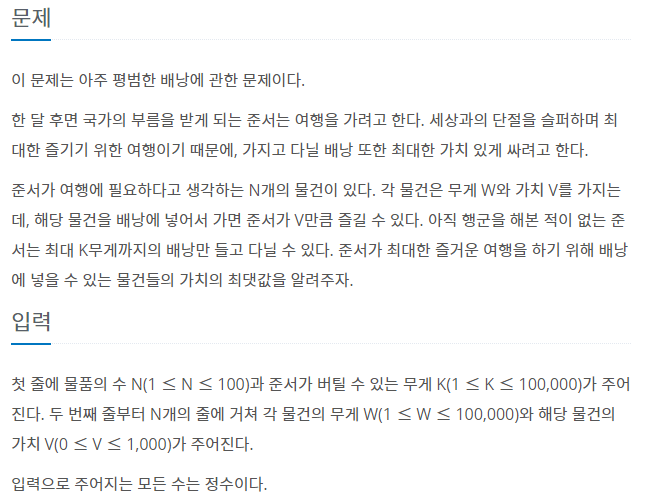 문제
이 문제는 아주 평범한 배낭에 관한 문제이다.
한 달 후면 국가의 부름을 받게 되는 준서는 여행을 가려고 한다. 세상과의 단절을 슬퍼하며 최
대한 즐기기 위한 여행이기 때문에, 가지고 다닐 배낭 또한 최대한 가치 있게 싸려고 한다.
준서가 여행에 필요하다고 생각하는 N개의 물건이 있다. 각 물건은 무게 W와 가치 V를 가지는
데, 해당 물건을 배낭에 넣어서 가면 준서가 V만큼 즐길 수 있다. 아직 행군을 해본 적이 없는 준
서는 최대 K무게까지의 배낭만 들고 다닐 수 있다. 준서가 최대한 즐거운 여행을 하기 위해 배낭
에 넣을 수 있는 물건들의 가치의 최댓값을 알려주자.
입력
첫 줄에 물품의 수 N(1 ≤ N ≤ 100)과 준서가 버틸 수 있는 무게 K(1 ≤ K ≤ 100,000)가 주어
진다. 두 번째 줄부터 N개의 줄에 거쳐 각 물건의 무게 W(1 ≤ W ≤ 100,000)와 해당 물건의
가치 V(0 ≤ V ≤ 1,000)가 주어진다.
입력으로 주어지는 모든 수는 정수이다.